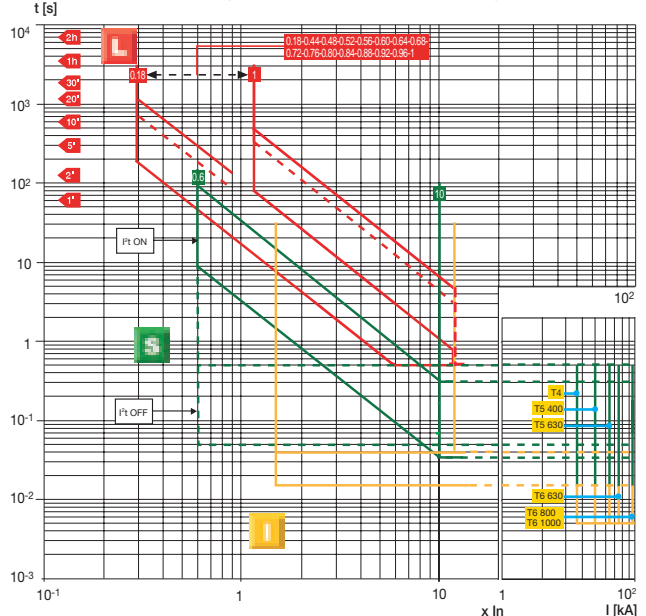 t [s]
L
2h
1h
30'
20'
10'
5'
2'
1'
0.18
1
0.18-0.44-0.48-0.52-0.56-0.60-0.64-0.68-
0.72-0.76-0.80-0.84-0.88-0.92-0.96-1
10⁴
10³
10²
10
1
10⁻¹
10⁻²
10⁻³
0.6
10
I²t ON
S
I²t OFF
I
10²
T4
T5 400
T5 630
T6 630
T6 800
T6 1000
10⁻¹
1
10
x In
1
10²
I [kA]